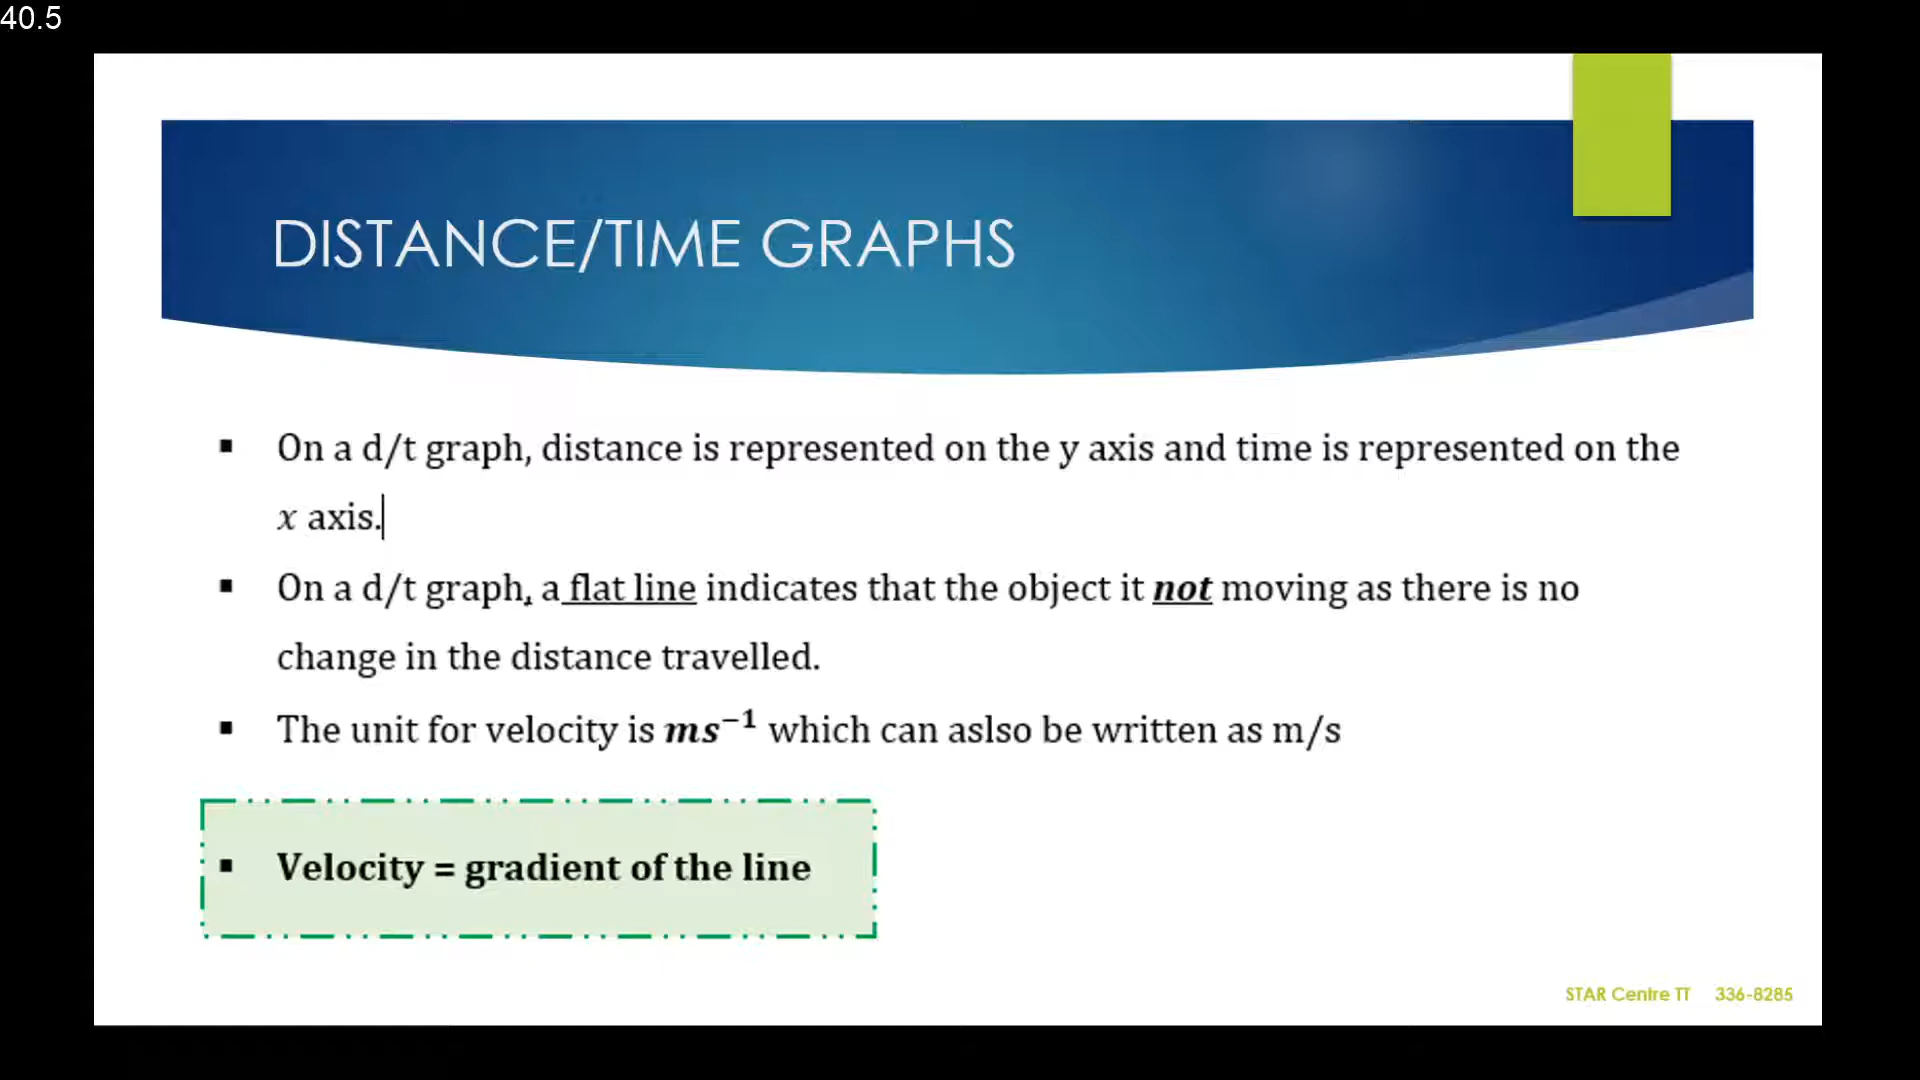 40.5
DISTANCE/TIME GRAPHS
▪ On a d/t graph, distance is represented on the y axis and time is represented on the
x axis.
▪ On a d/t graph, a flat line indicates that the object it not moving as there is no
change in the distance travelled.
▪ The unit for velocity is ms⁻¹ which can aslso be written as m/s
▪ Velocity = gradient of the line
STAR Centre TT 336-8285